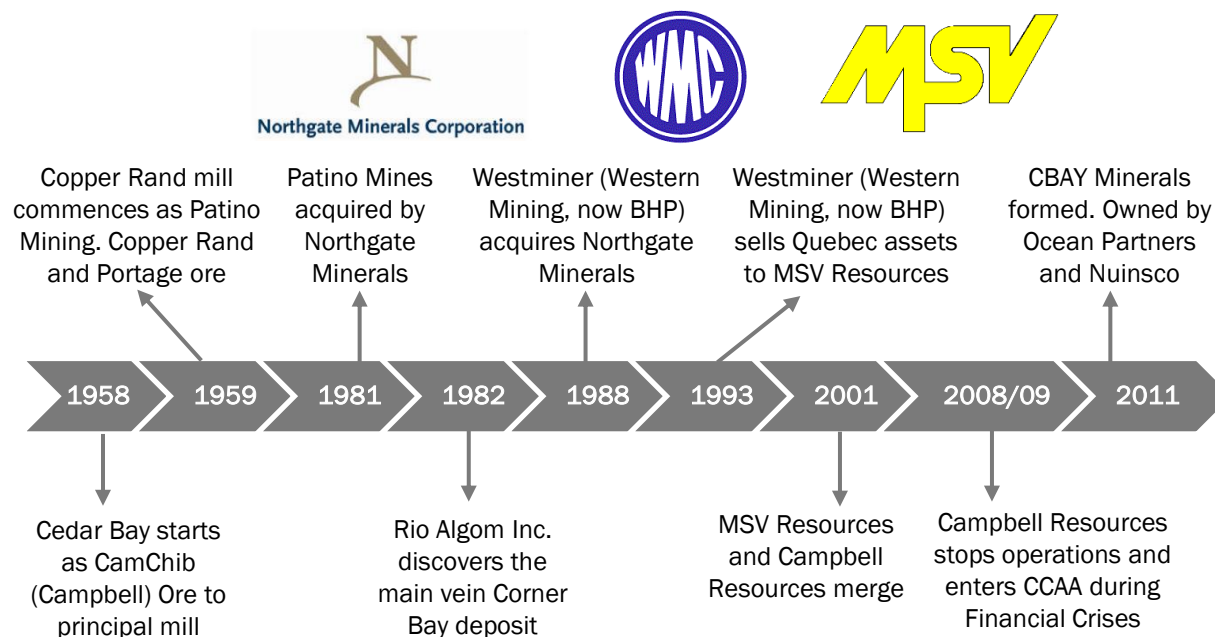 N
Northgate Minerals Corporation
WMC
MSV
Copper Rand mill
commences as Patino
Mining. Copper Rand
and Portage ore
Patino Mines
acquired by
Northgate
Minerals
Westminer (Western
Mining, now BHP)
acquires Northgate
Minerals
Westminer (Western
Mining, now BHP)
sells Quebec assets
to MSV Resources
CBAY Minerals
formed. Owned by
Ocean Partners
and Nuinsco
1958
1959
1981
1982
1988
1993
2001
2008/09
2011
Cedar Bay starts
as CamChib
(Campbell) Ore to
principal mill
Rio Algom Inc.
discovers the
main vein Corner
Bay deposit
MSV Resources
and Campbell
Resources merge
Campbell Resources
stops operations and
enters CCAA during
Financial Crises